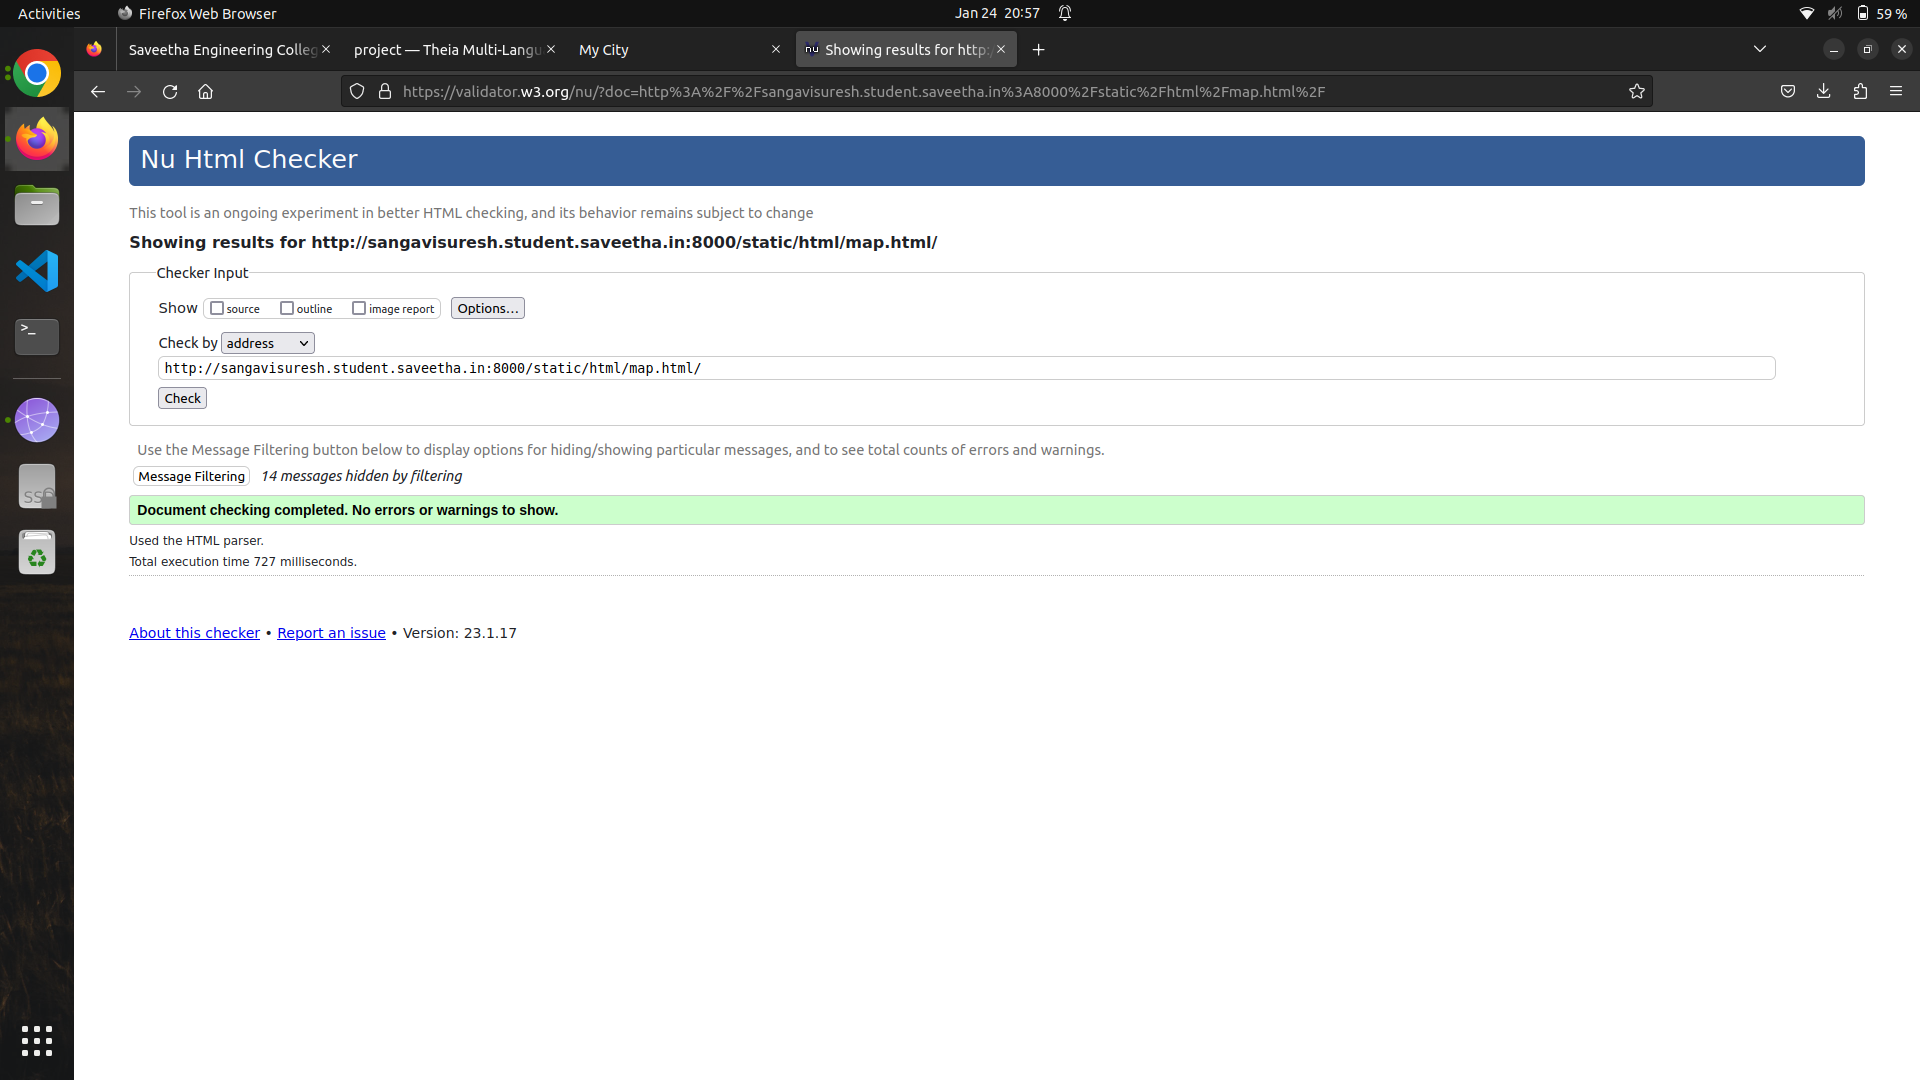 Activities Firefox Web Browser Jan 24 20:57 59 %
Saveetha Engineering Colleg project — Theia Multi-Langu My City nu Showing results for http:/
https://validator.w3.org/nu/?doc=http%3A%2F%2Fsangavisuresh.student.saveetha.in%3A8000%2Fstatic%2Fhtml%2Fmap.html%2F
Nu Html Checker
This tool is an ongoing experiment in better HTML checking, and its behavior remains subject to change
Showing results for http://sangavisuresh.student.saveetha.in:8000/static/html/map.html/
Checker Input
Show source outline image report Options...
Check by address
http://sangavisuresh.student.saveetha.in:8000/static/html/map.html/
Check
Use the Message Filtering button below to display options for hiding/showing particular messages, and to see total counts of errors and warnings.
Message Filtering 14 messages hidden by filtering
Document checking completed. No errors or warnings to show.
Used the HTML parser.
Total execution time 727 milliseconds.
About this checker • Report an issue • Version: 23.1.17
>_
SS